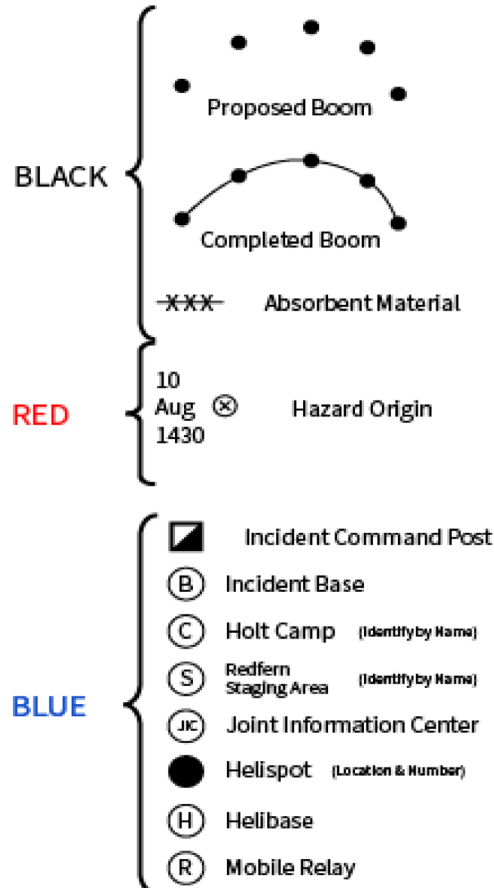 BLACK
Proposed Boom
Completed Boom
XXX Absorbent Material
RED
10
Aug
1430
Hazard Origin
BLUE
Incident Command Post
B Incident Base
C Holt Camp (Identify by Name)
S Redfern
Staging Area (Identify by Name)
JIC Joint Information Center
Helispot (Location & Number)
H Helibase
R Mobile Relay